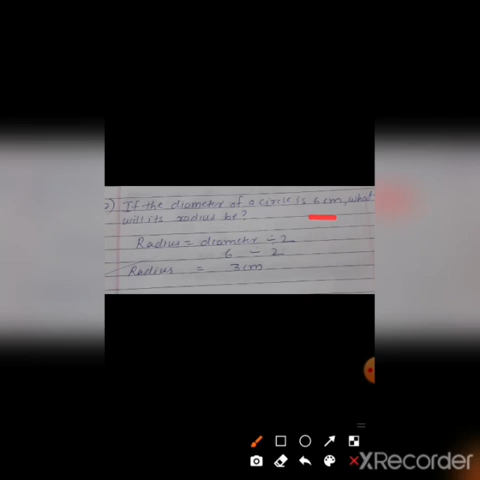 If the diameter of a circle is 6 cm, what
will its radius be?
Radius = diameter ÷ 2
6 ÷ 2
Radius = 3 cm
XRecorder